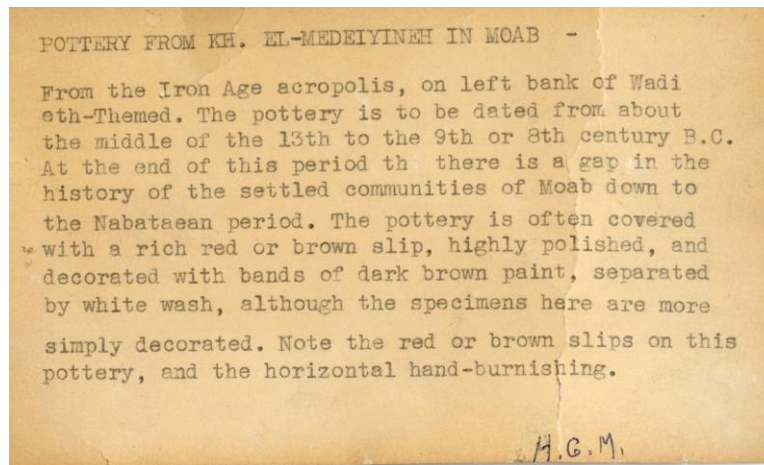 POTTERY FROM KH. EL-MEDEIYINEH IN MOAB -
From the Iron Age acropolis, on left bank of Wadi
eth-Themed. The pottery is to be dated from about
the middle of the 13th to the 9th or 8th century B.C.
At the end of this period th  there is a gap in the
history of the settled communities of Moab down to
the Nabataean period. The pottery is often covered
with a rich red or brown slip, highly polished, and
decorated with bands of dark brown paint, separated
by white wash, although the specimens here are more
simply decorated. Note the red or brown slips on this
pottery, and the horizontal hand-burnishing.
H.G.M.